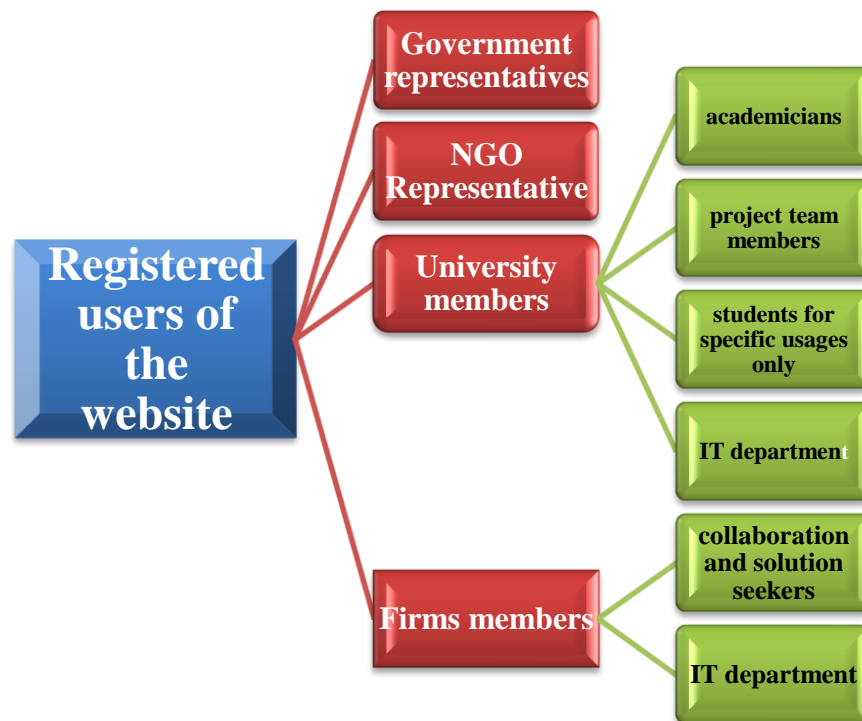 Registered
users of
the
website
Government
representatives
NGO
Representative
University
members
Firms members
academicians
project team
members
students for
specific usages
only
IT department
collaboration
and solution
seekers
IT department